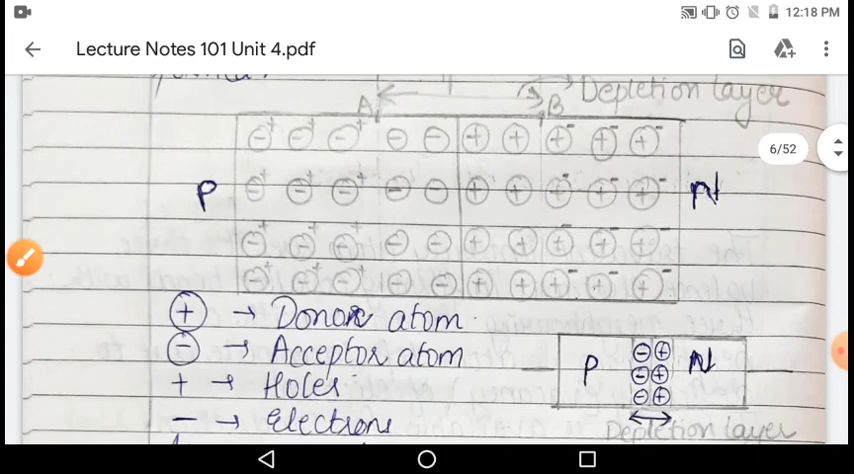 12:18 PM
Lecture Notes 101 Unit 4.pdf
A B Depletion layer
6/52
P N
⊕ → Donor atom
⊖ → Acceptor atom
+ → Holes
− → Electrons
P N
Depletion layer